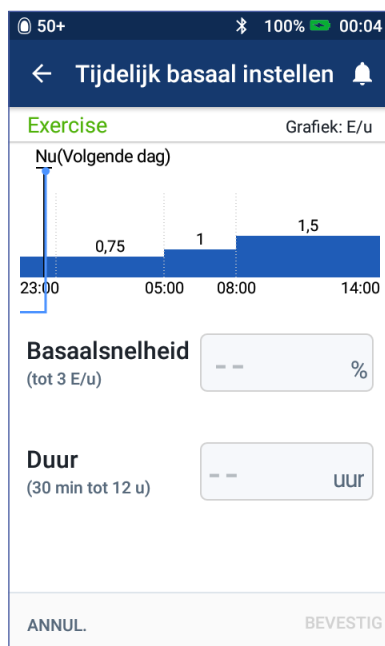 50+ 100% 00:04
Tijdelijk basaal instellen
Exercise Grafiek: E/u
Nu(Volgende dag)
0,75 1 1,5
23:00 05:00 08:00 14:00
Basaalsnelheid
(tot 3 E/u)
-- %
Duur
(30 min tot 12 u)
-- uur
ANNUL. BEVESTIG